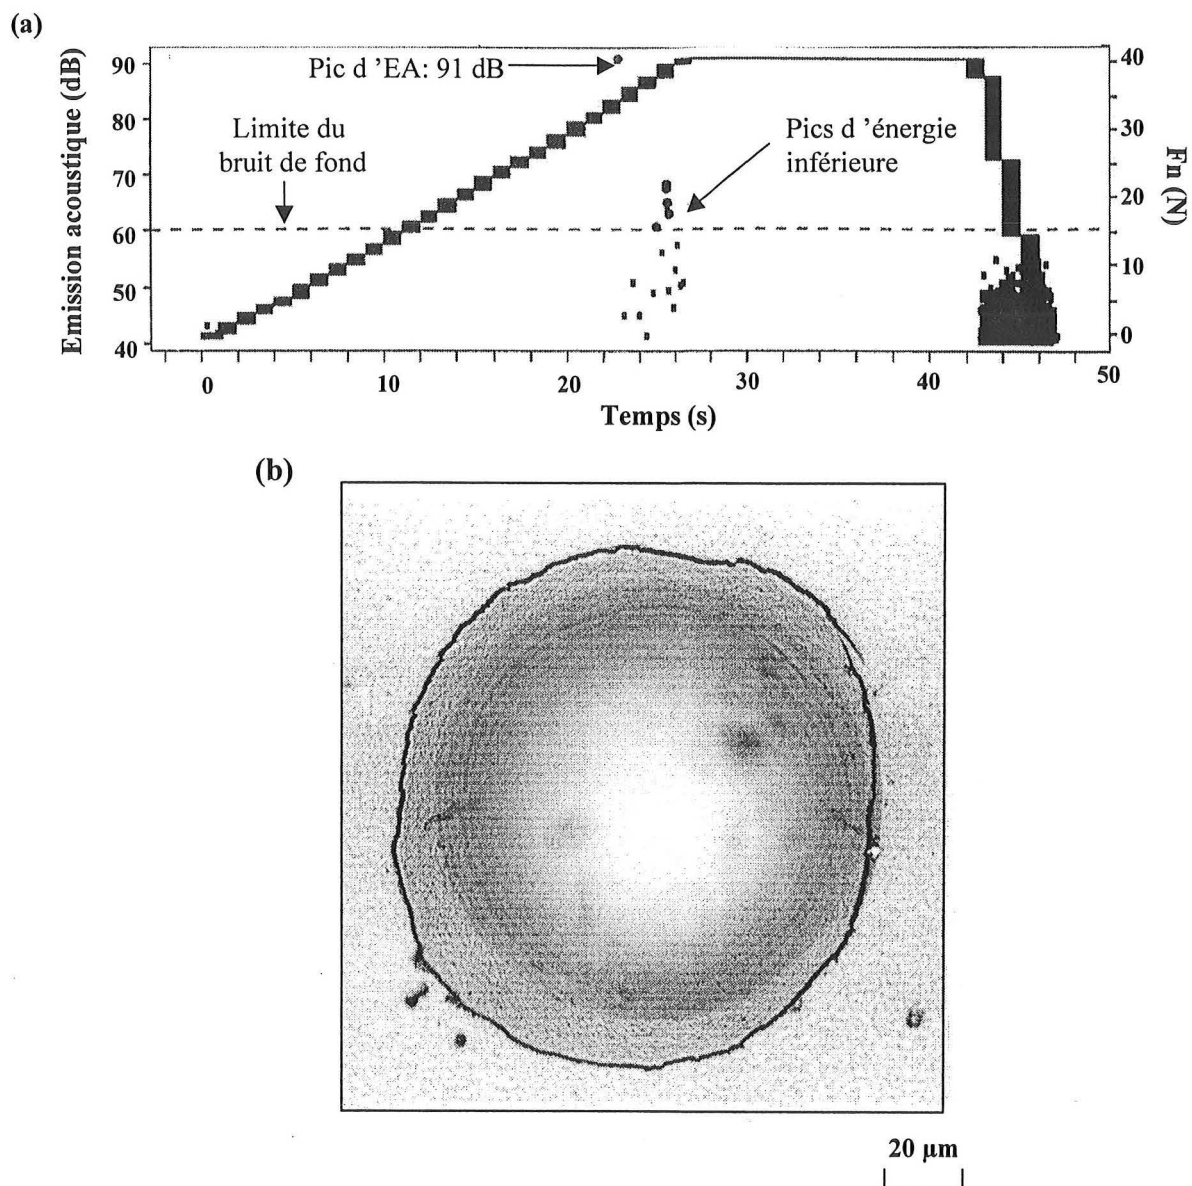 (a)
Emission acoustique (dB)
90
80
70
60
50
40
Pic d 'EA: 91 dB
Limite du
bruit de fond
Pics d 'énergie
inférieure
40
30
20
10
0
Fn (N)
0
10
20
30
40
50
Temps (s)
(b)
20 µm